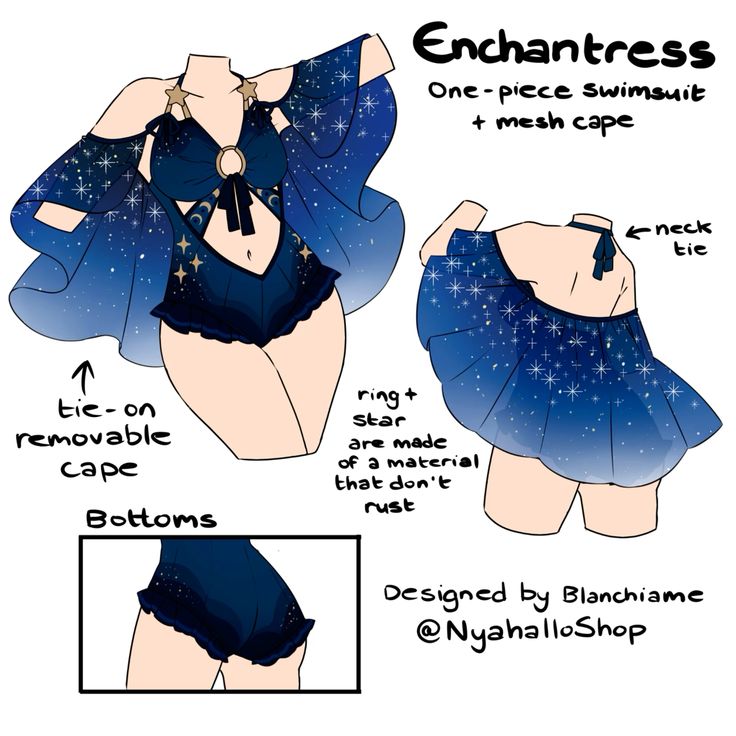 Enchantress
One-piece swimsuit
+ mesh cape
neck
tie
tie-on
removable
cape
ring +
star
are made
of a material
that don't
rust
Bottoms
Designed by Blanchiame
@NyahalloShop